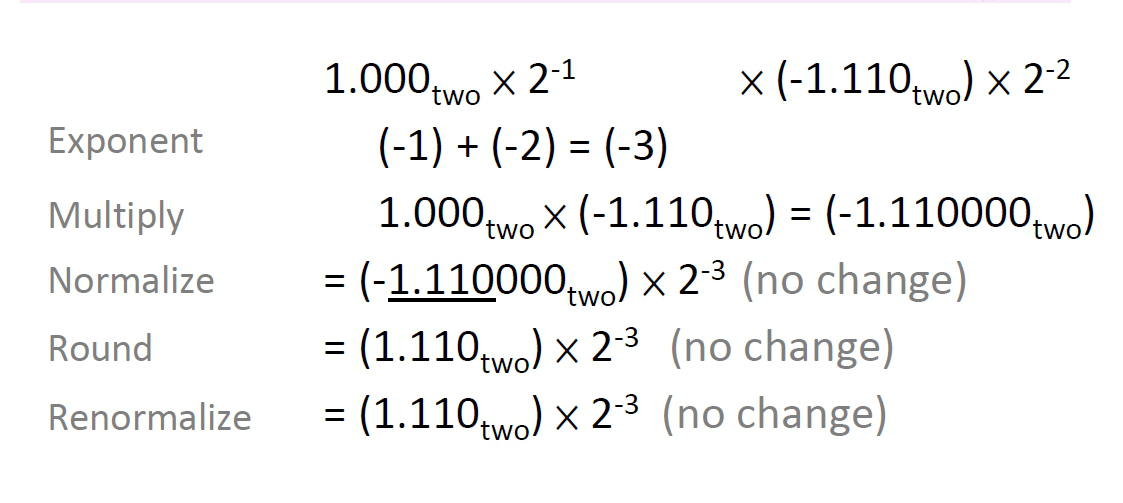 1.000two × 2-1 × (-1.110two) × 2-2
Exponent (-1) + (-2) = (-3)
Multiply 1.000two × (-1.110two) = (-1.110000two)
Normalize = (-1.110000two) × 2-3 (no change)
Round = (1.110two) × 2-3 (no change)
Renormalize = (1.110two) × 2-3 (no change)